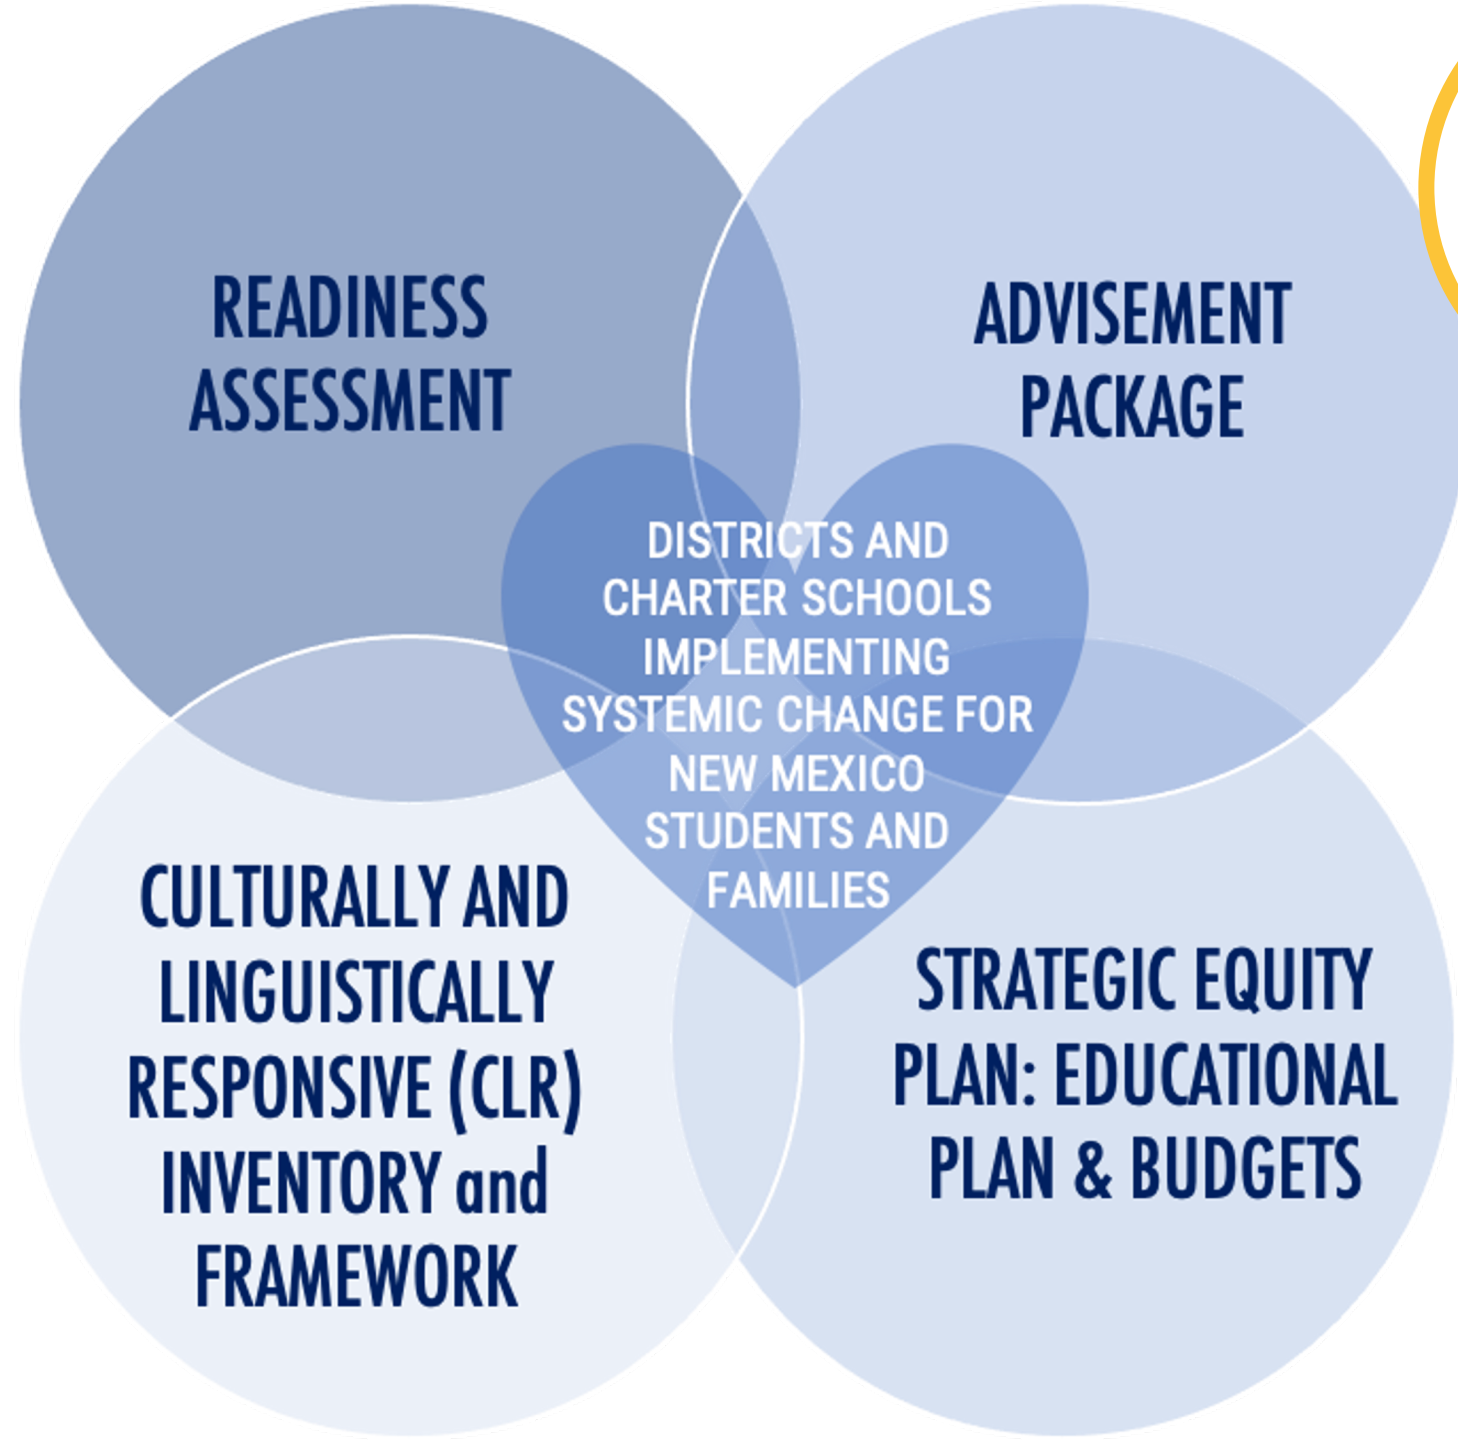 READINESS
ASSESSMENT
ADVISEMENT
PACKAGE
DISTRICTS AND
CHARTER SCHOOLS
IMPLEMENTING
SYSTEMIC CHANGE FOR
NEW MEXICO
STUDENTS AND
FAMILIES
CULTURALLY AND
LINGUISTICALLY
RESPONSIVE (CLR)
INVENTORY and
FRAMEWORK
STRATEGIC EQUITY
PLAN: EDUCATIONAL
PLAN & BUDGETS